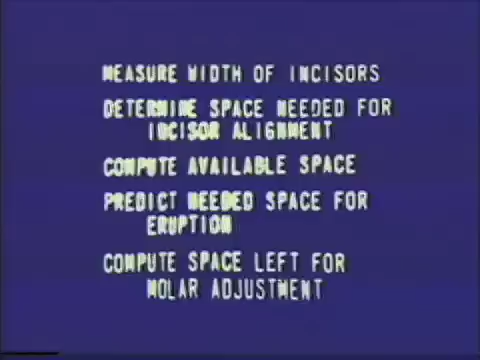 MEASURE WIDTH OF INCISORS
DETERMINE SPACE NEEDED FOR
INCISOR ALIGNMENT
COMPUTE AVAILABLE SPACE
PREDICT NEEDED SPACE FOR
ERUPTION
COMPUTE SPACE LEFT FOR
MOLAR ADJUSTMENT